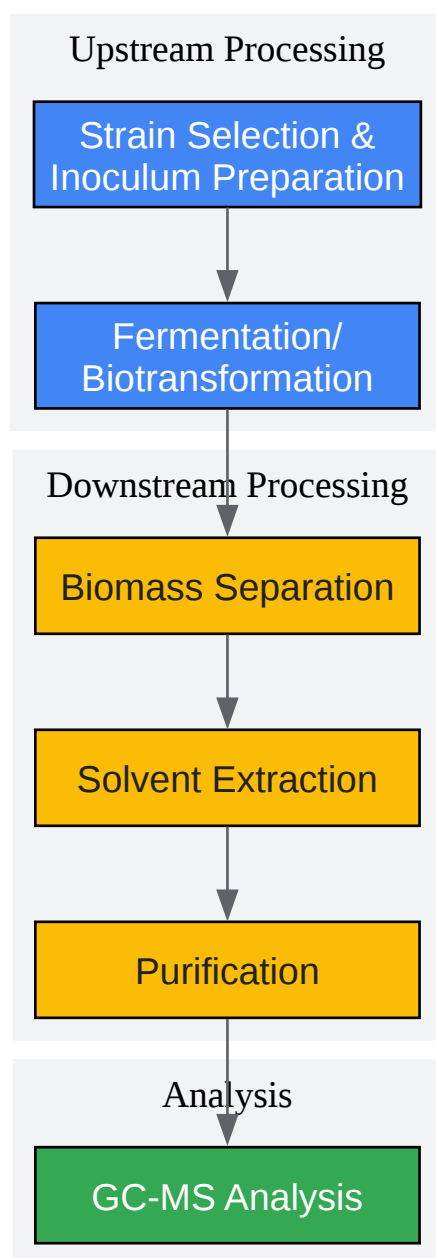 Upstream Processing
Strain Selection &
Inoculum Preparation
Fermentation/
Biotransformation
Downstream Processing
Biomass Separation
Solvent Extraction
Purification
Analysis
GC-MS Analysis